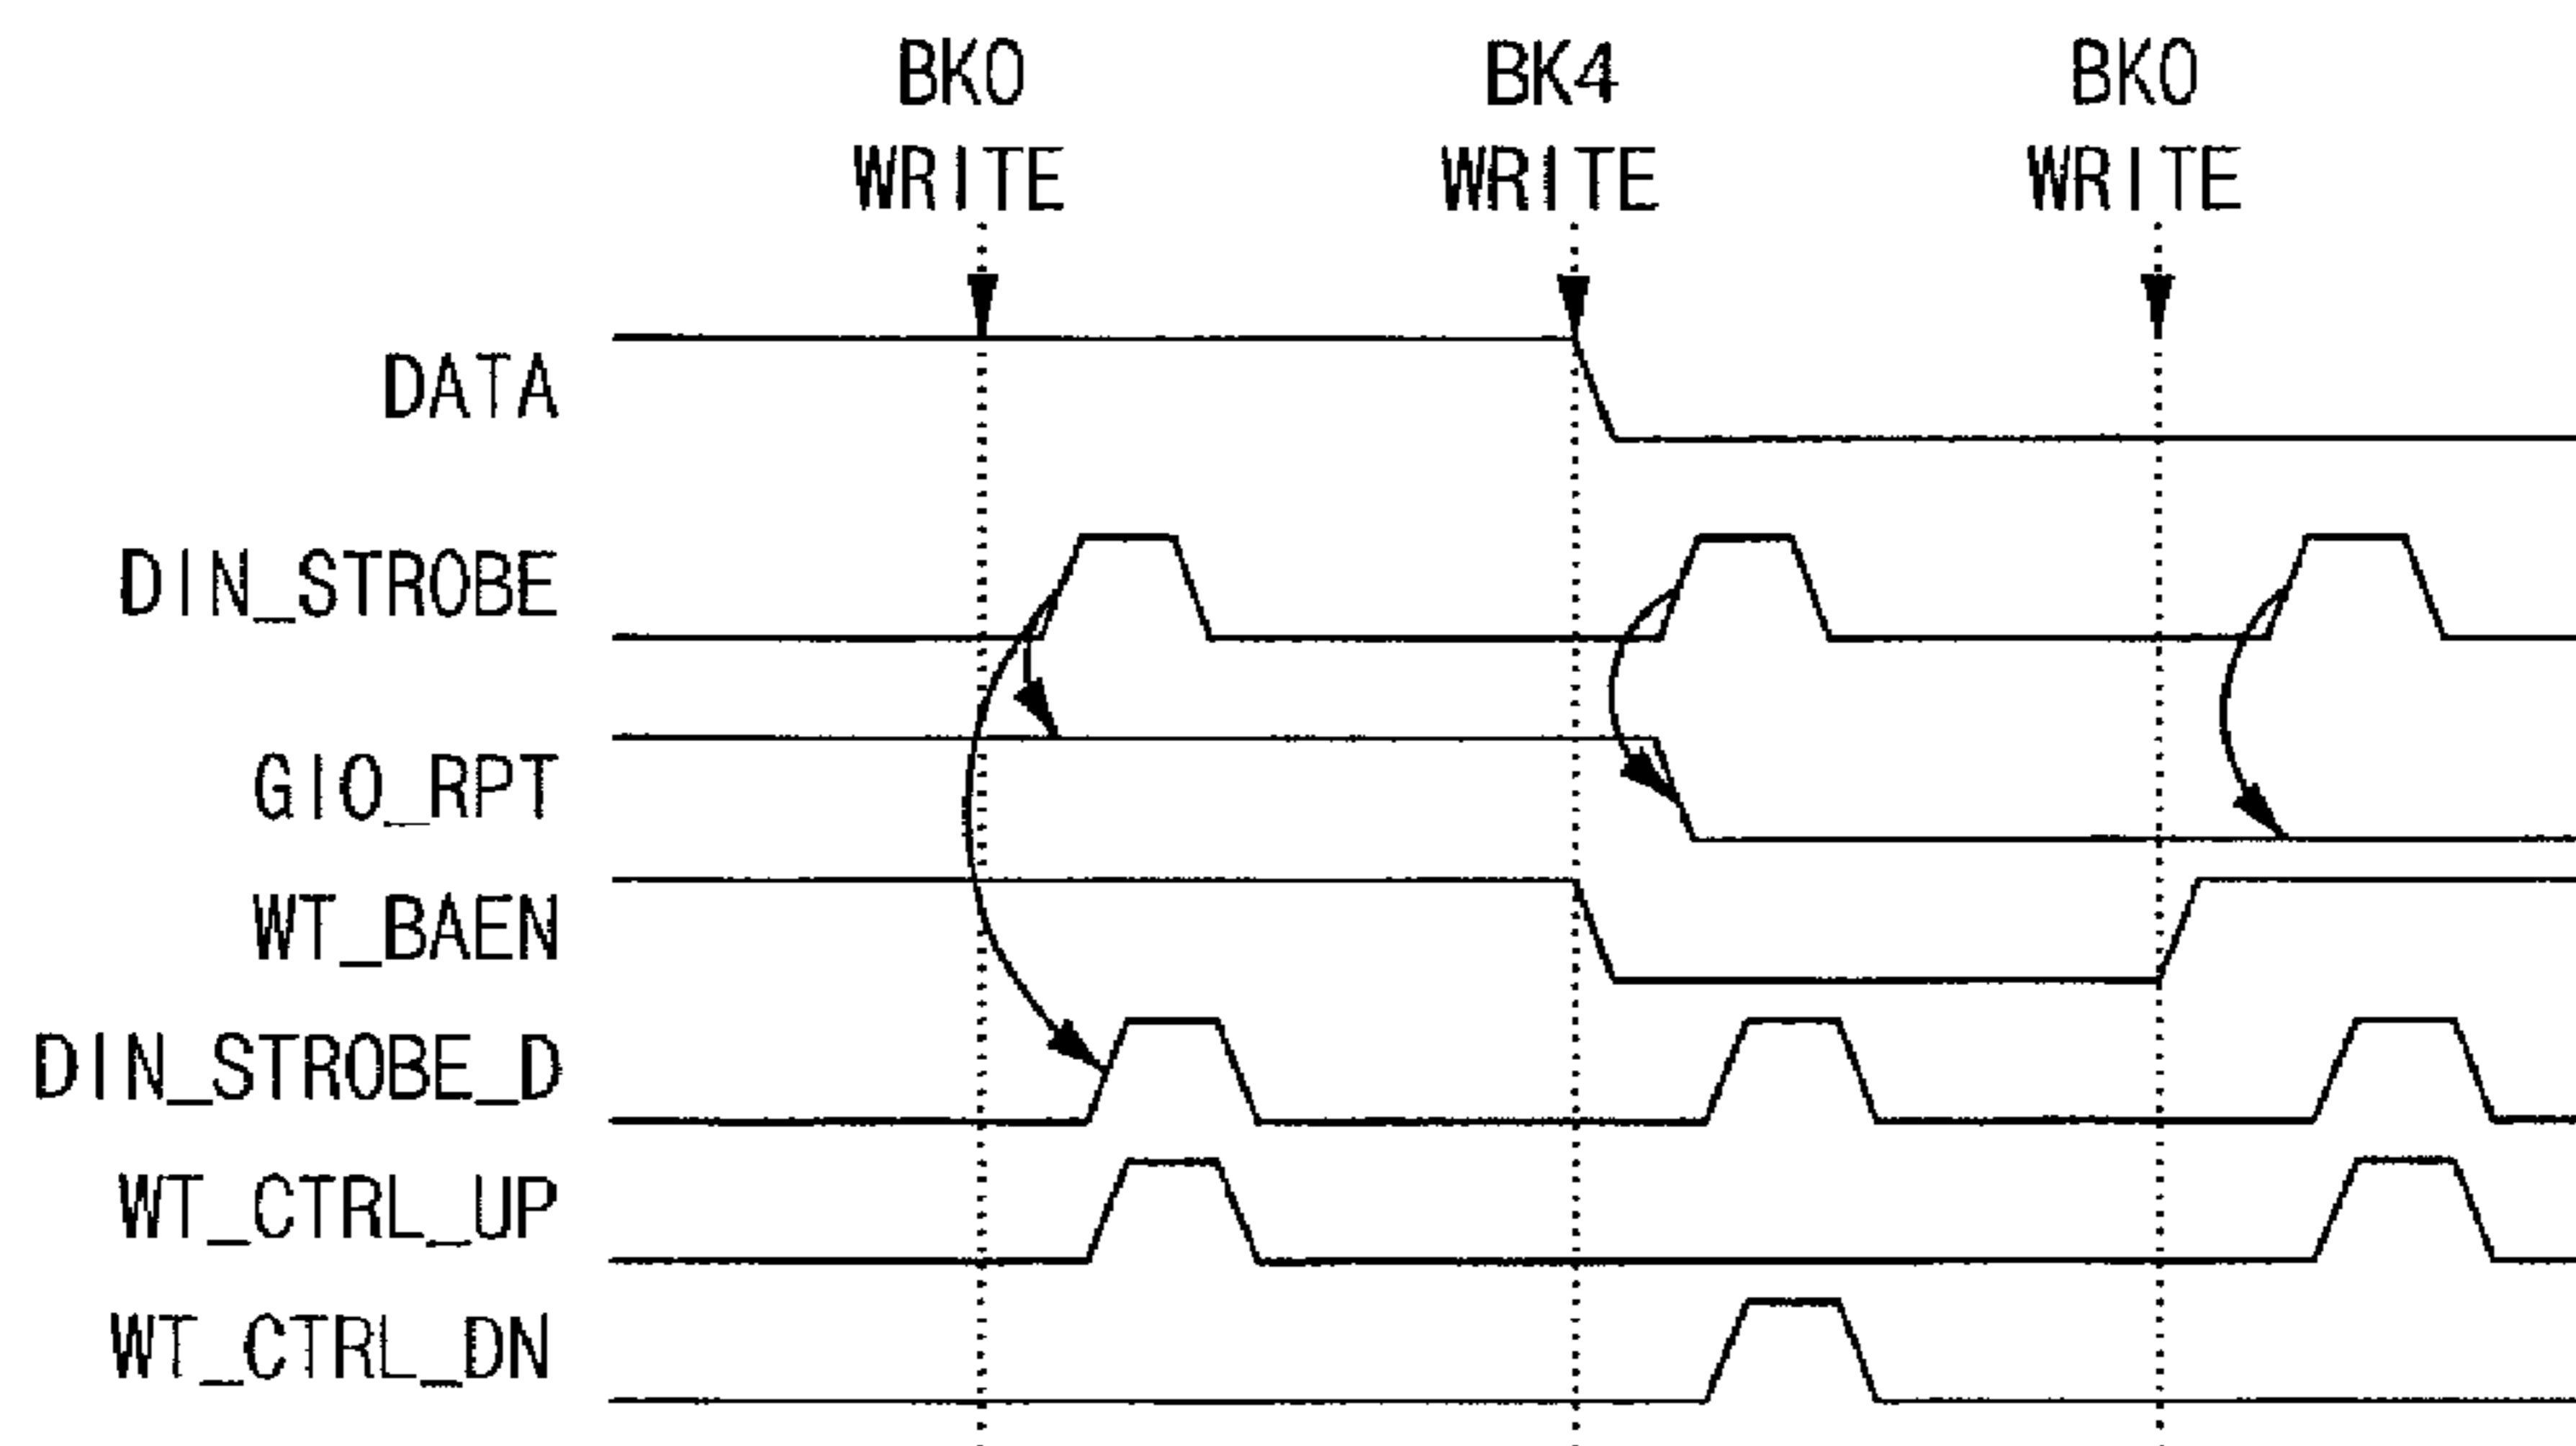 BK0 BK4 BK0
WRITE WRITE WRITE
DATA
DIN_STROBE
GIO_RPT
WT_BAEN
DIN_STROBE_D
WT_CTRL_UP
WT_CTRL_DN